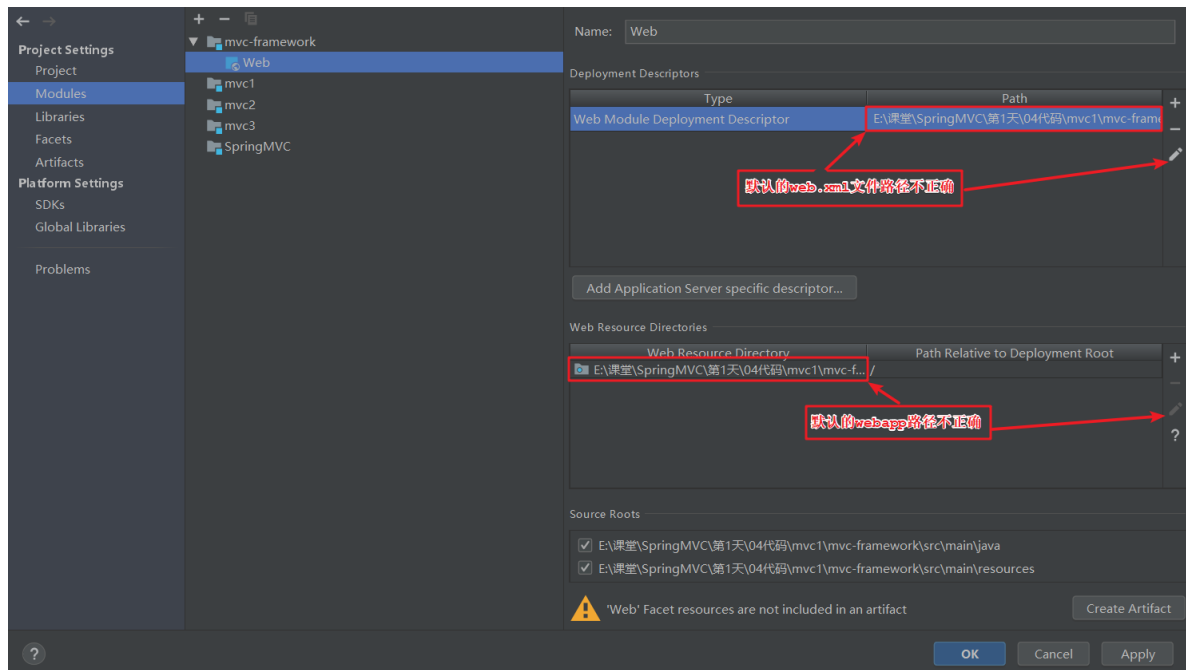 Project Settings
Project
Modules
Libraries
Facets
Artifacts
Platform Settings
SDKs
Global Libraries
Problems
mvc-framework
Web
mvc1
mvc2
mvc3
SpringMVC
Name: Web
Deployment Descriptors
Type Path
Web Module Deployment Descriptor E:\课堂\SpringMVC\第1天\04代码\mvc1\mvc-frame
默认的web.xml文件路径不正确
Add Application Server specific descriptor...
Web Resource Directories
Web Resource Directory Path Relative to Deployment Root
E:\课堂\SpringMVC\第1天\04代码\mvc1\mvc-f... /
默认的webapp路径不正确
?
Source Roots
E:\课堂\SpringMVC\第1天\04代码\mvc1\mvc-framework\src\main\java
E:\课堂\SpringMVC\第1天\04代码\mvc1\mvc-framework\src\main\resources
'Web' Facet resources are not included in an artifact Create Artifact
? OK Cancel Apply